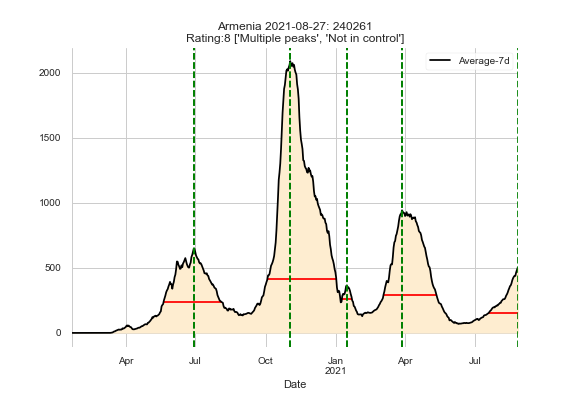 Armenia 2021-08-27: 240261
Rating:8 ['Multiple peaks', 'Not in control']
Average-7d
2000
1500
1000
500
0
Apr Jul Oct Jan Apr Jul
2021
Date